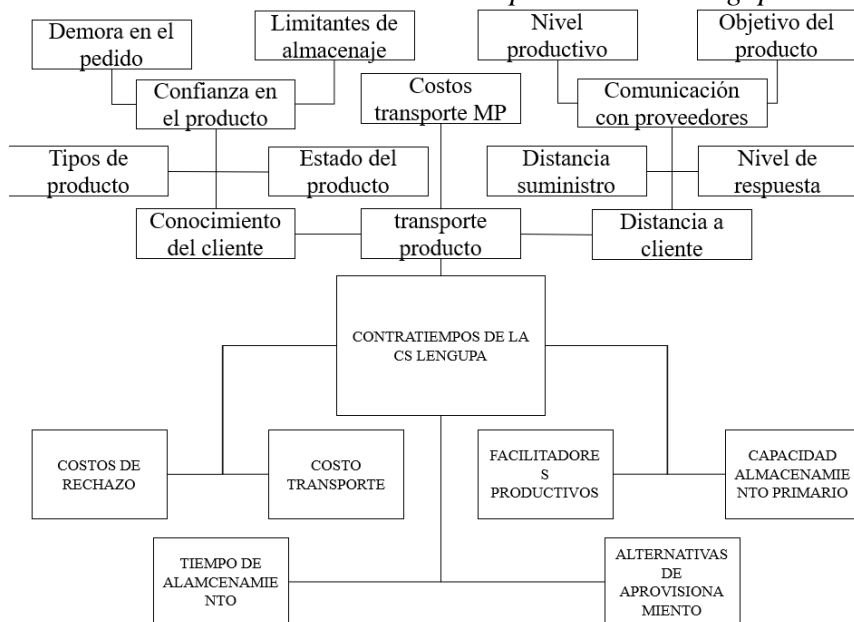 Demora en el
pedido
Limitantes de
almacenaje
Nivel
productivo
Objetivo del
producto
Confianza en
el producto
Costos
transporte MP
Comunicación
con proveedores
Tipos de
producto
Estado del
producto
Distancia
suministro
Nivel de
respuesta
Conocimiento
del cliente
transporte
producto
Distancia a
cliente
CONTRATIEMPOS DE LA
CS LENGUPA
COSTOS DE
RECHAZO
COSTO
TRANSPORTE
FACILITADORE
S
PRODUCTIVOS
CAPACIDAD
ALMACENAMIE
NTO PRIMARIO
TIEMPO DE
ALAMCENAMIE
NTO
ALTERNATIVAS
DE
APROVISIONA
MIENTO